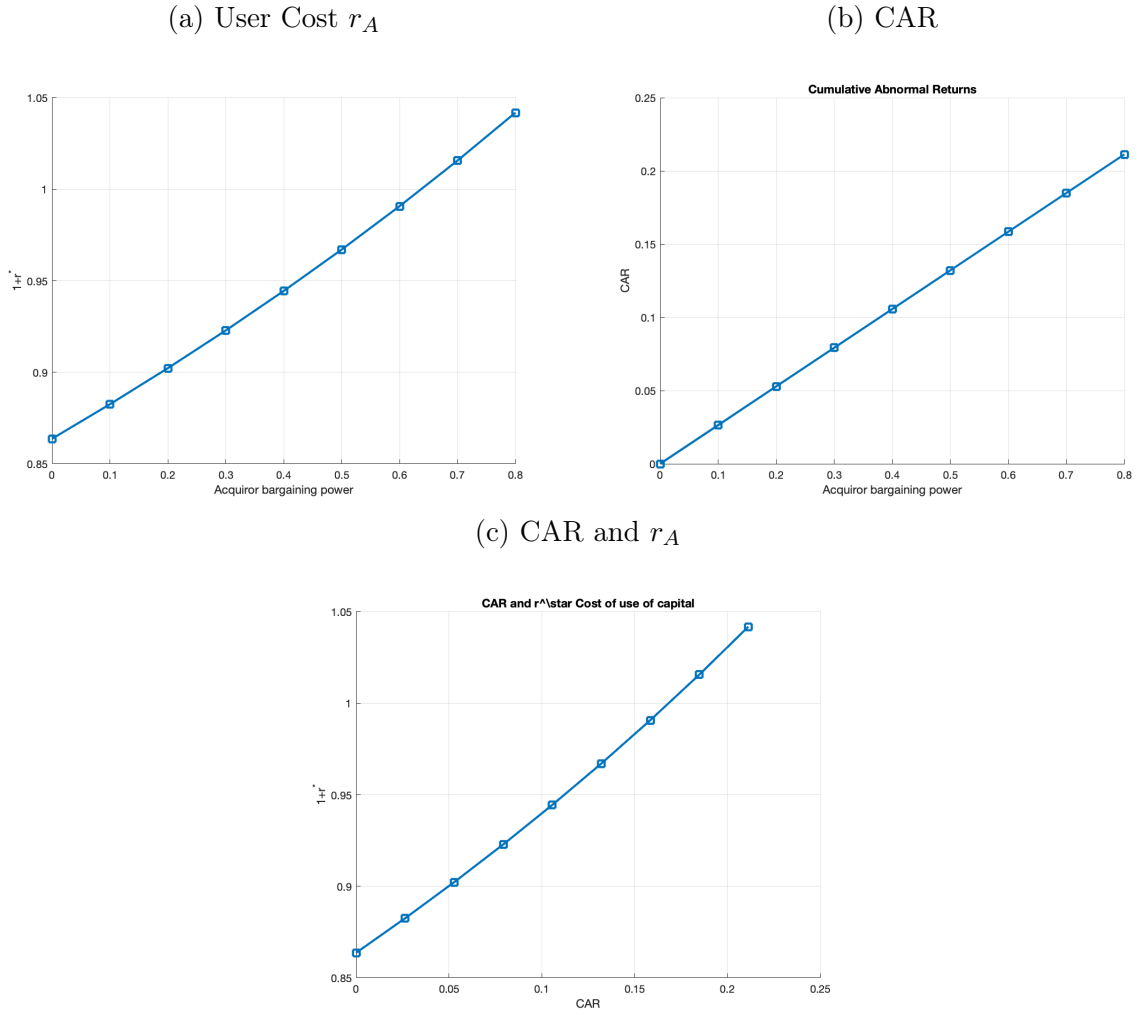 (a) User Cost r_A
1.05
1
0.95
0.9
0.85
1+r^*
0 0.1 0.2 0.3 0.4 0.5 0.6 0.7 0.8
Acquiror bargaining power
(b) CAR
Cumulative Abnormal Returns
0.25
0.2
0.15
0.1
0.05
0
CAR
0 0.1 0.2 0.3 0.4 0.5 0.6 0.7 0.8
Acquiror bargaining power
(c) CAR and r_A
CAR and r^\star Cost of use of capital
1.05
1
0.95
0.9
0.85
1+r^*
0 0.05 0.1 0.15 0.2 0.25
CAR